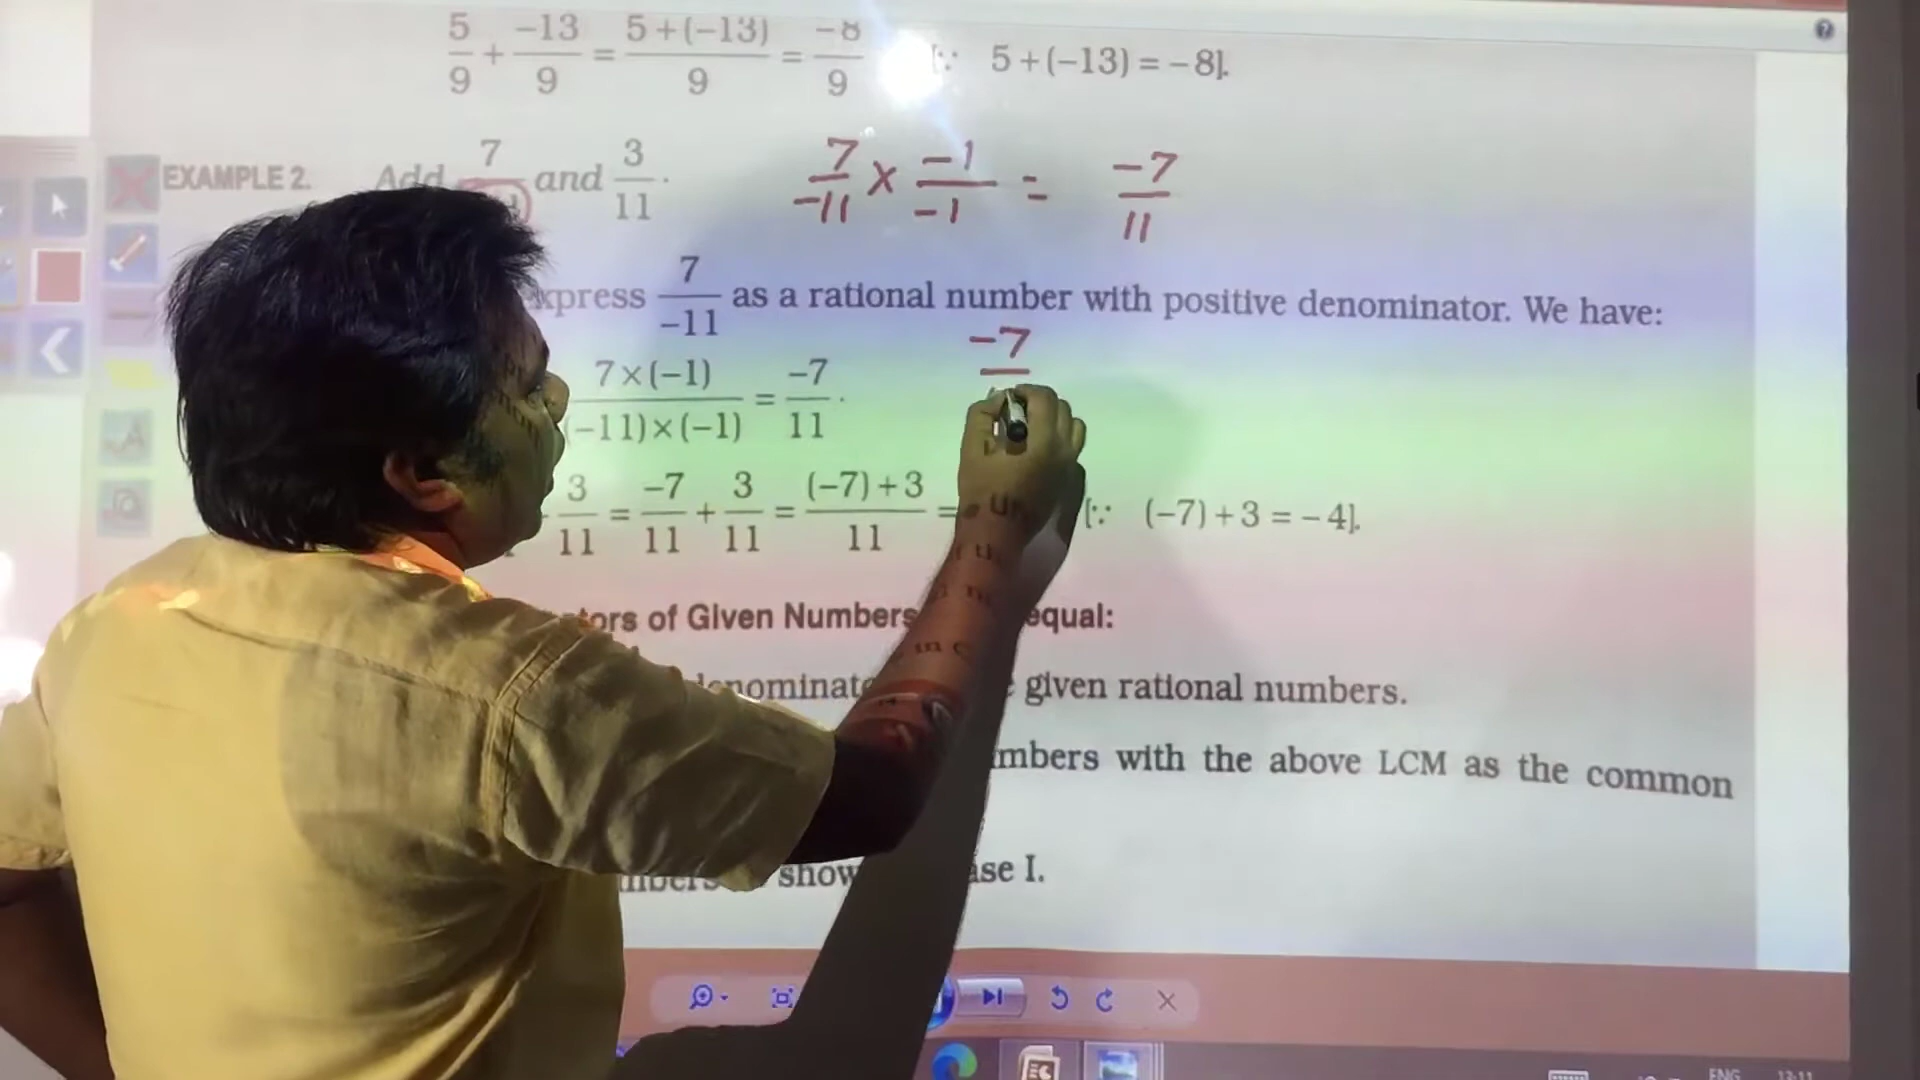 5/9 + -13/9 = 5+(-13)/9 = -8/9 [∵ 5+(-13) = -8].
EXAMPLE 2. Add 7/ and 3/11.
7/-11 × -1/-1 = -7/11
xpress 7/-11 as a rational number with positive denominator. We have:
7×(-1)/(-11)×(-1) = -7/11.
-7/
3/11 = -7/11 + 3/11 = (-7)+3/11 = [∵ (-7)+3 = -4].
of Given Numbers equal:
given rational numbers.
mbers with the above LCM as the common
show ase I.
ENG